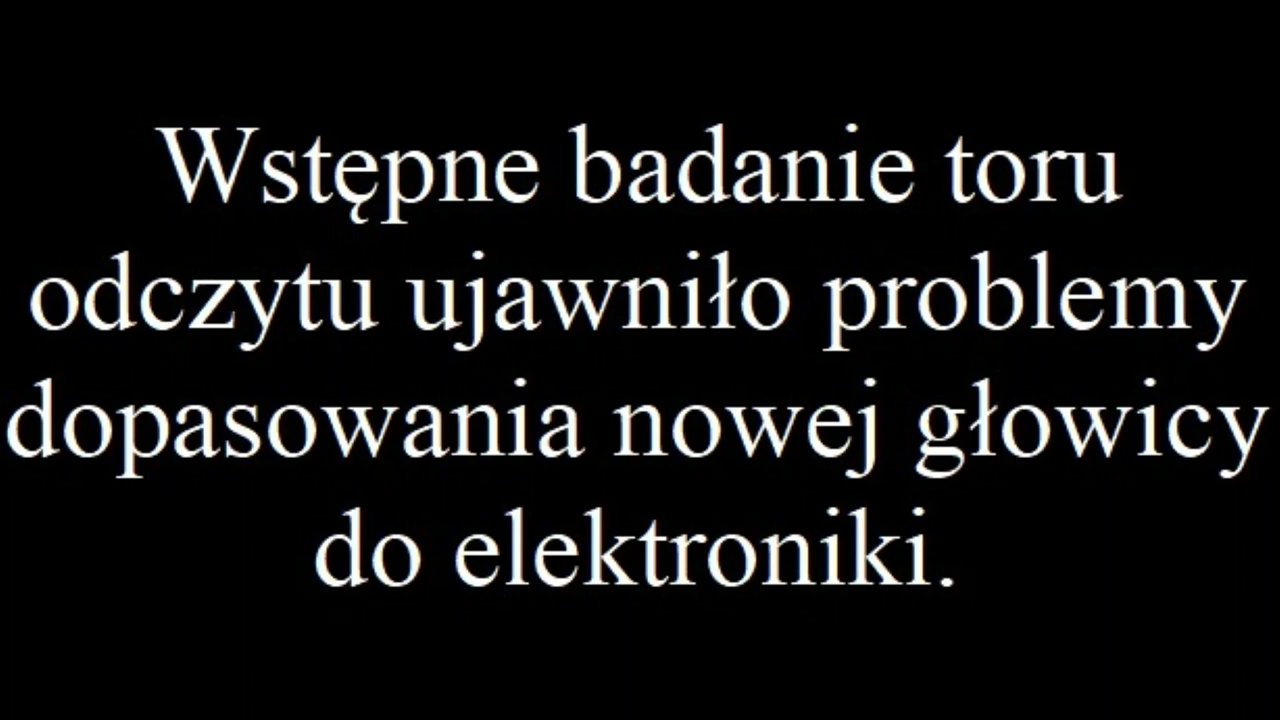 Wstępne badanie toru
odczytu ujawniło problemy
dopasowania nowej głowicy
do elektroniki.